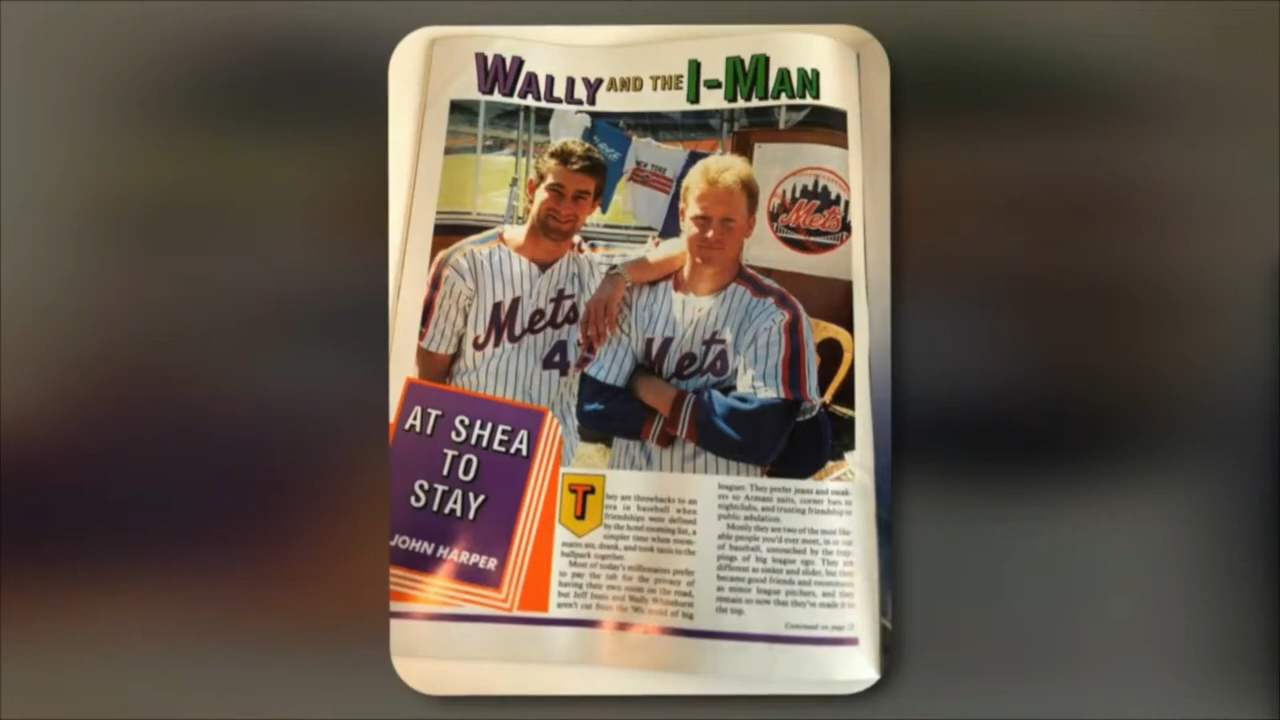 WALLY AND THE I-MAN
NEW YORK
Mets
Mets
Mets
4
AT SHEA
TO
STAY
JOHN HARPER
They are throwbacks to an
era in baseball when
friendships were defined
by the hotel rooming list, a
simpler time when room-
mates ate, drank, and took taxis to the
ballpark together.
Most of today's millionaires prefer
to pay the tab for the privacy of
having their own room on the road,
but Jeff Innis and Wally Whitehurst
aren't cut from the '90s mold of big
leaguer. They prefer jeans and sneak-
ers to Armani suits, corner bars to
nightclubs, and trusting friendship to
public adulation.
Mostly they are two of the most lik-
able people you'd ever meet, in or out
of baseball, untouched by the trap-
pings of big league ego. They are
different as sinker and slider, but they
became good friends and roommates
as minor league pitchers, and they
remain so now that they've made it to
the top.
Continued on page